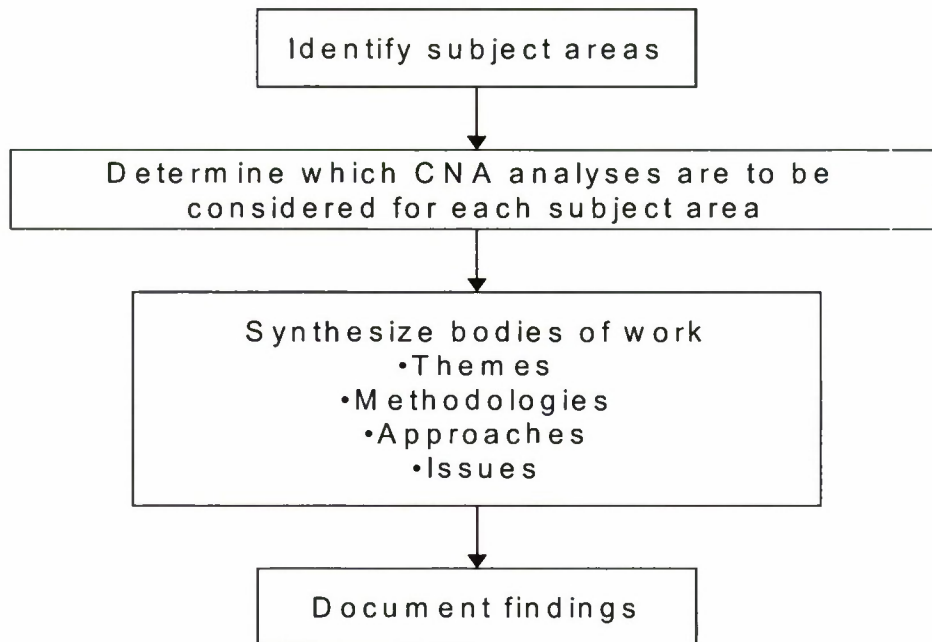 Identify subject areas
Determine which CNA analyses are to be
considered for each subject area
Synthesize bodies of work
•Themes
•Methodologies
•Approaches
•Issues
Document findings